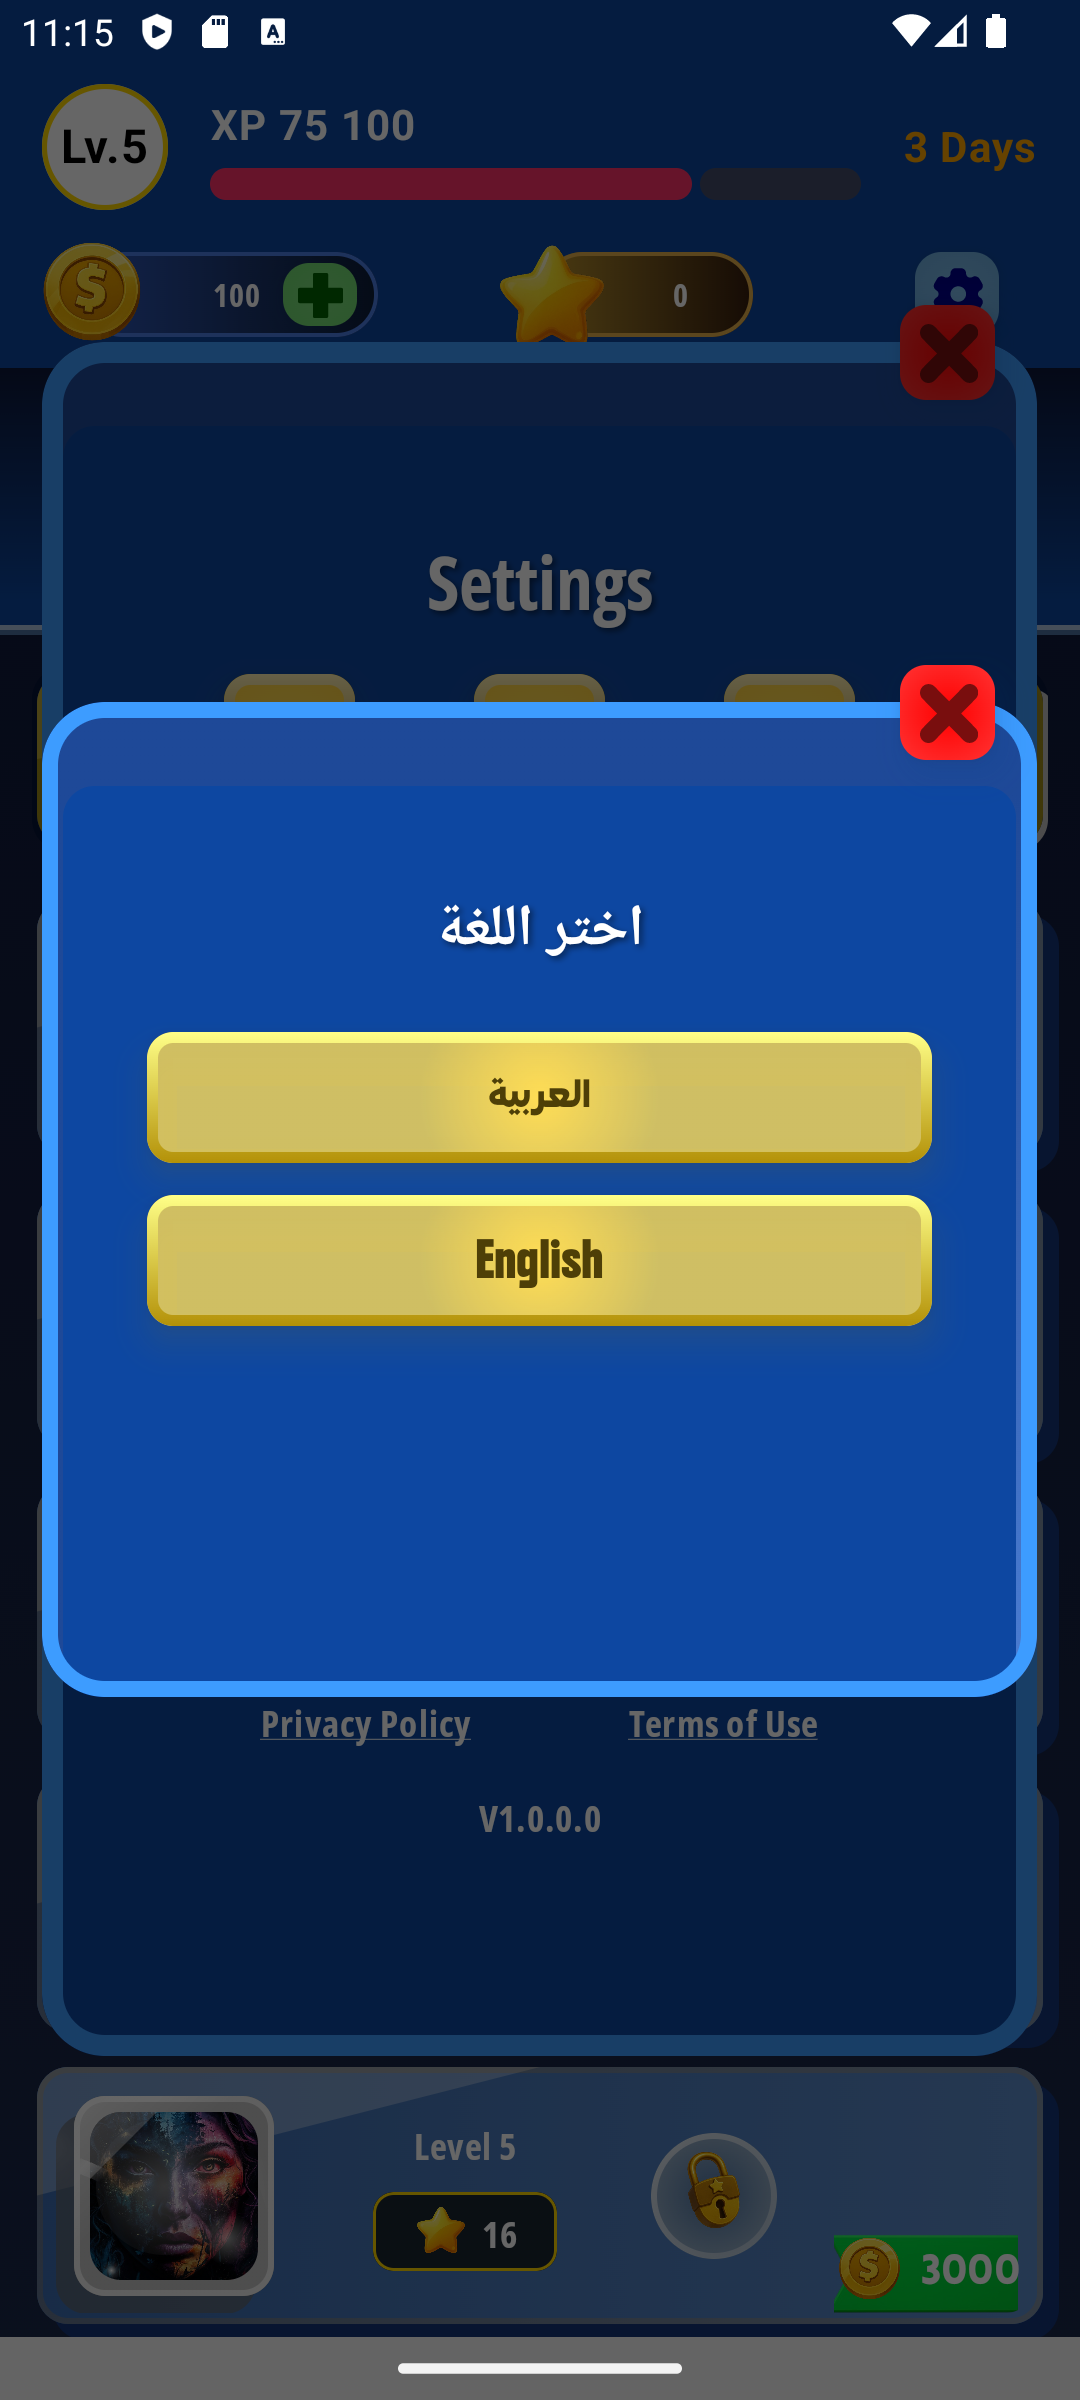 11:15
Lv.5
XP 75 100
3 Days
100
0
Settings
اختر اللغة
العربية
English
Privacy Policy
Terms of Use
V1.0.0.0
Level 5
16
3000